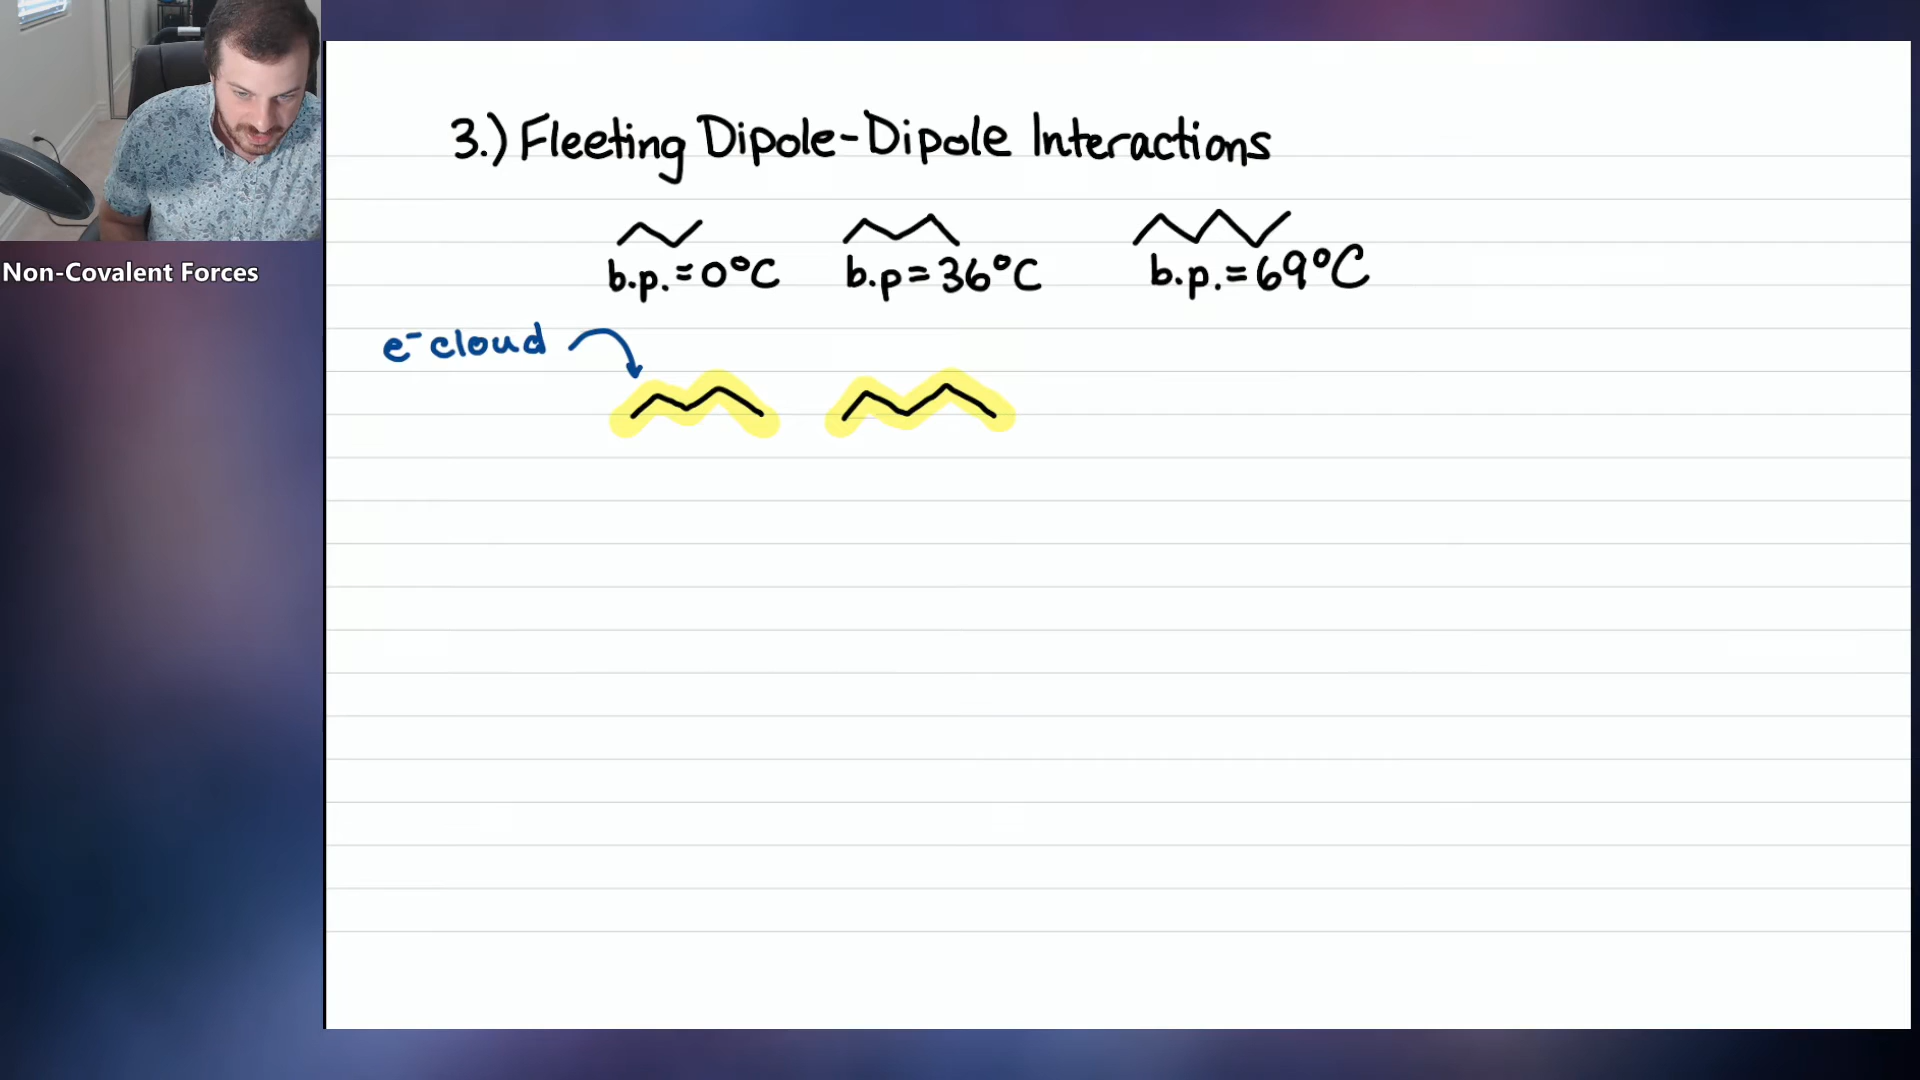 3.) Fleeting Dipole-Dipole Interactions
b.p. = 0°C b.p = 36°C b.p. = 69°C
Non-Covalent Forces
e⁻ cloud